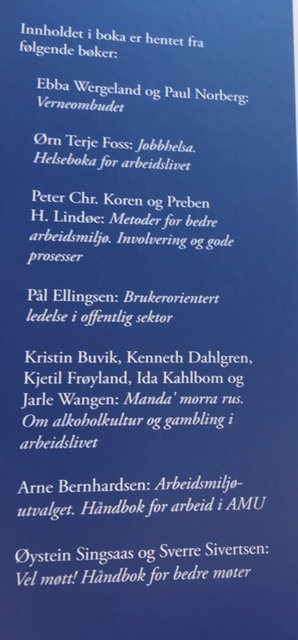 Innholdet i boka er hentet fra
følgende bøker:
Ebba Wergeland og Paul Norberg:
Verneombudet
Ørn Terje Foss: Jobbhelsa.
Helseboka for arbeidslivet
Peter Chr. Koren og Preben
H. Lindøe: Metoder for bedre
arbeidsmiljø. Involvering og gode
prosesser
Pål Ellingsen: Brukerorientert
ledelse i offentlig sektor
Kristin Buvik, Kenneth Dahlgren,
Kjetil Frøyland, Ida Kahlbom og
Jarle Wangen: Manda' morra rus.
Om alkoholkultur og gambling i
arbeidslivet
Arne Bernhardsen: Arbeidsmiljø-
utvalget. Håndbok for arbeid i AMU
Øystein Singsaas og Sverre Sivertsen:
Vel møtt! Håndbok for bedre møter